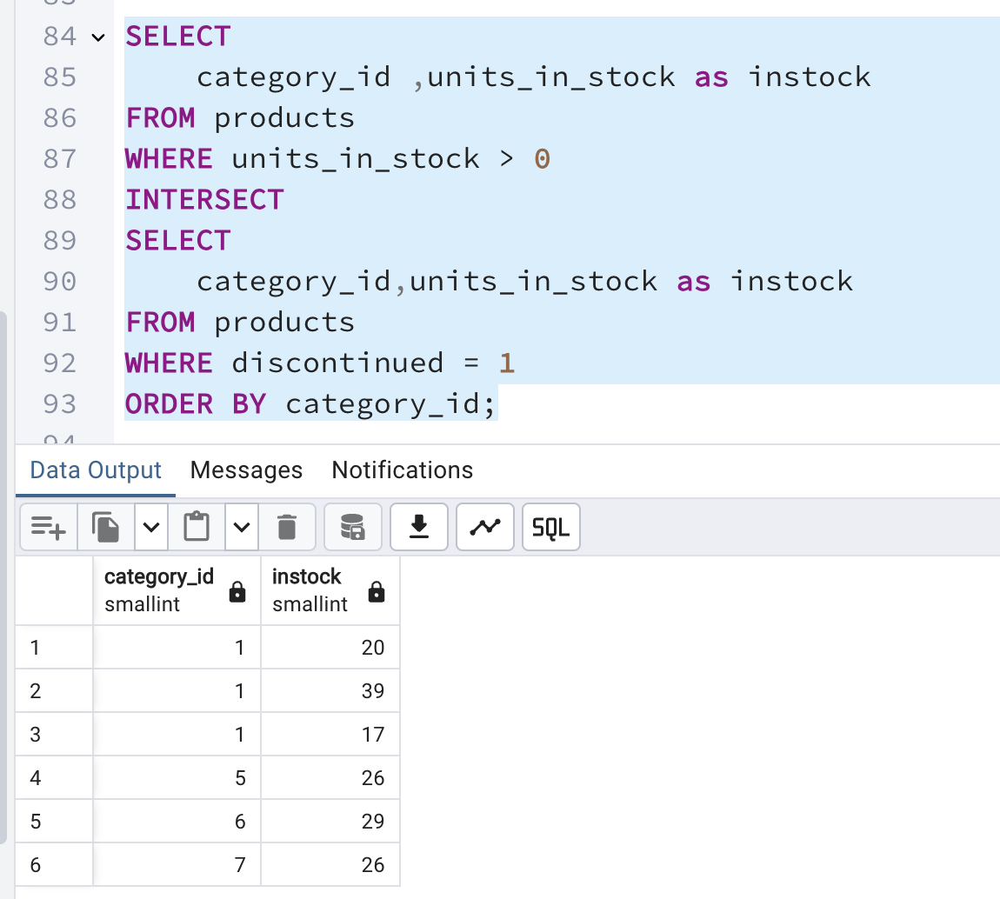 84 SELECT
85 category_id ,units_in_stock as instock
86 FROM products
87 WHERE units_in_stock > 0
88 INTERSECT
89 SELECT
90 category_id,units_in_stock as instock
91 FROM products
92 WHERE discontinued = 1
93 ORDER BY category_id;
Data Output Messages Notifications
SQL
category_id instock
smallint smallint
1 1 20
2 1 39
3 1 17
4 5 26
5 6 29
6 7 26